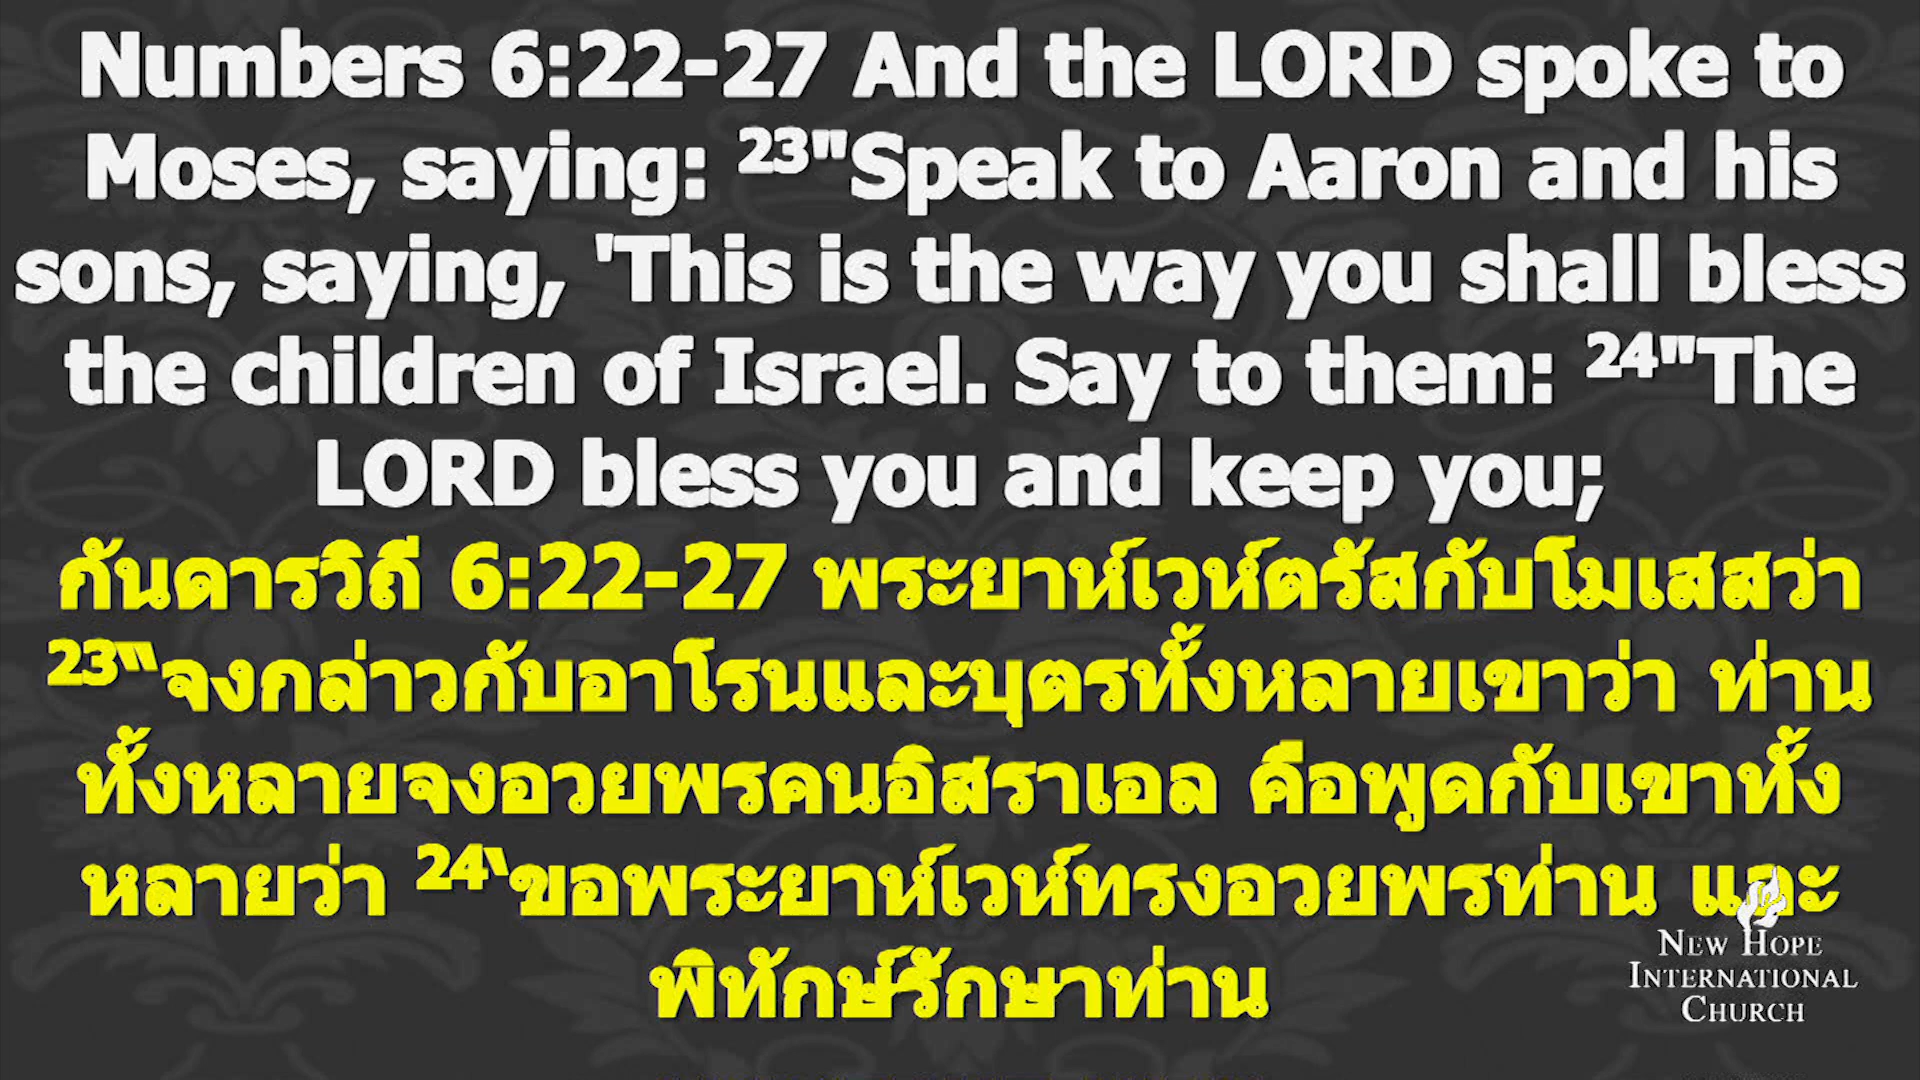 Numbers 6:22-27 And the LORD spoke to
Moses, saying: 23"Speak to Aaron and his
sons, saying, 'This is the way you shall bless
the children of Israel. Say to them: 24"The
LORD bless you and keep you;
กันดารวิถี 6:22-27 พระยาห์เวห์ตรัสกับโมเสสว่า
23“จงกล่าวกับอาโรนและบุตรทั้งหลายเขาว่า ท่าน
ทั้งหลายจงอวยพรคนอิสราเอล คือพูดกับเขาทั้ง
หลายว่า 24‘ขอพระยาห์เวห์ทรงอวยพรท่าน และ
พิทักษ์รักษาท่าน
NEW HOPE
INTERNATIONAL
CHURCH